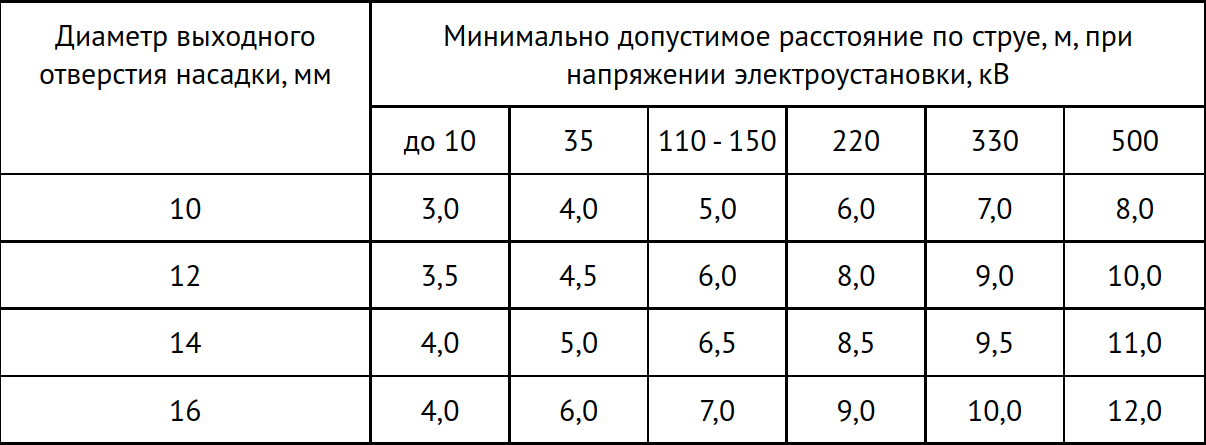 Диаметр выходного
отверстия насадки, мм
Минимально допустимое расстояние по струе, м, при
напряжении электроустановки, кВ
до 10 35 110 - 150 220 330 500
10 3,0 4,0 5,0 6,0 7,0 8,0
12 3,5 4,5 6,0 8,0 9,0 10,0
14 4,0 5,0 6,5 8,5 9,5 11,0
16 4,0 6,0 7,0 9,0 10,0 12,0